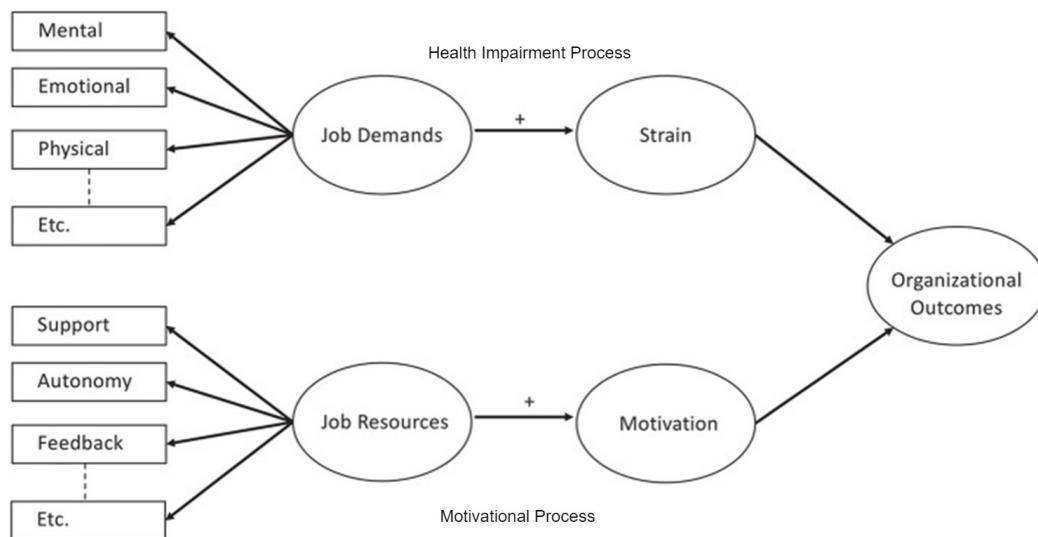 Mental
Emotional
Physical
Etc.
Health Impairment Process
Job Demands
+
Strain
Organizational
Outcomes
Support
Autonomy
Feedback
Etc.
Job Resources
+
Motivation
Motivational Process